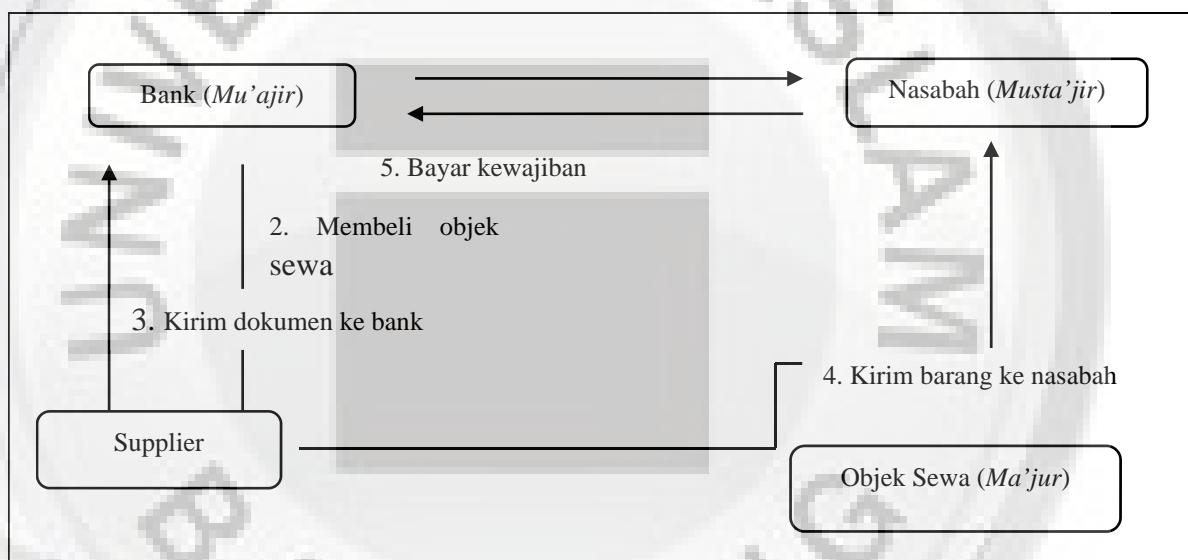 Bank (Mu'ajir)
Nasabah (Musta'jir)
5. Bayar kewajiban
2. Membeli objek
sewa
3. Kirim dokumen ke bank
4. Kirim barang ke nasabah
Supplier
Objek Sewa (Ma'jur)